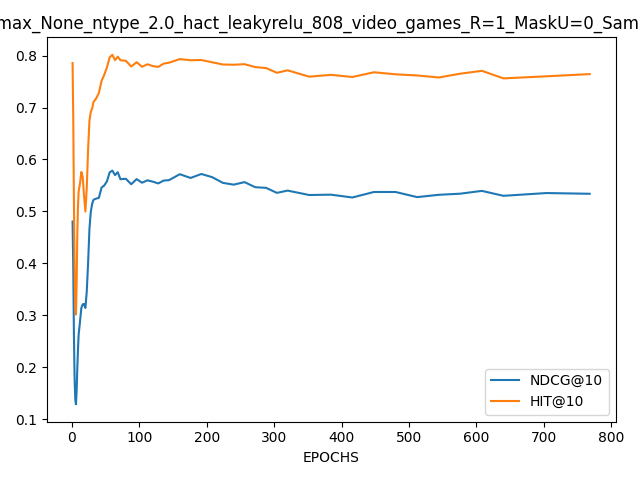 max_None_ntype_2.0_hact_leakyrelu_808_video_games_R=1_MaskU=0_Sam
0.8
0.7
0.6
0.5
0.4
0.3
0.2
0.1
NDCG@10
HIT@10
0 100 200 300 400 500 600 700 800
EPOCHS